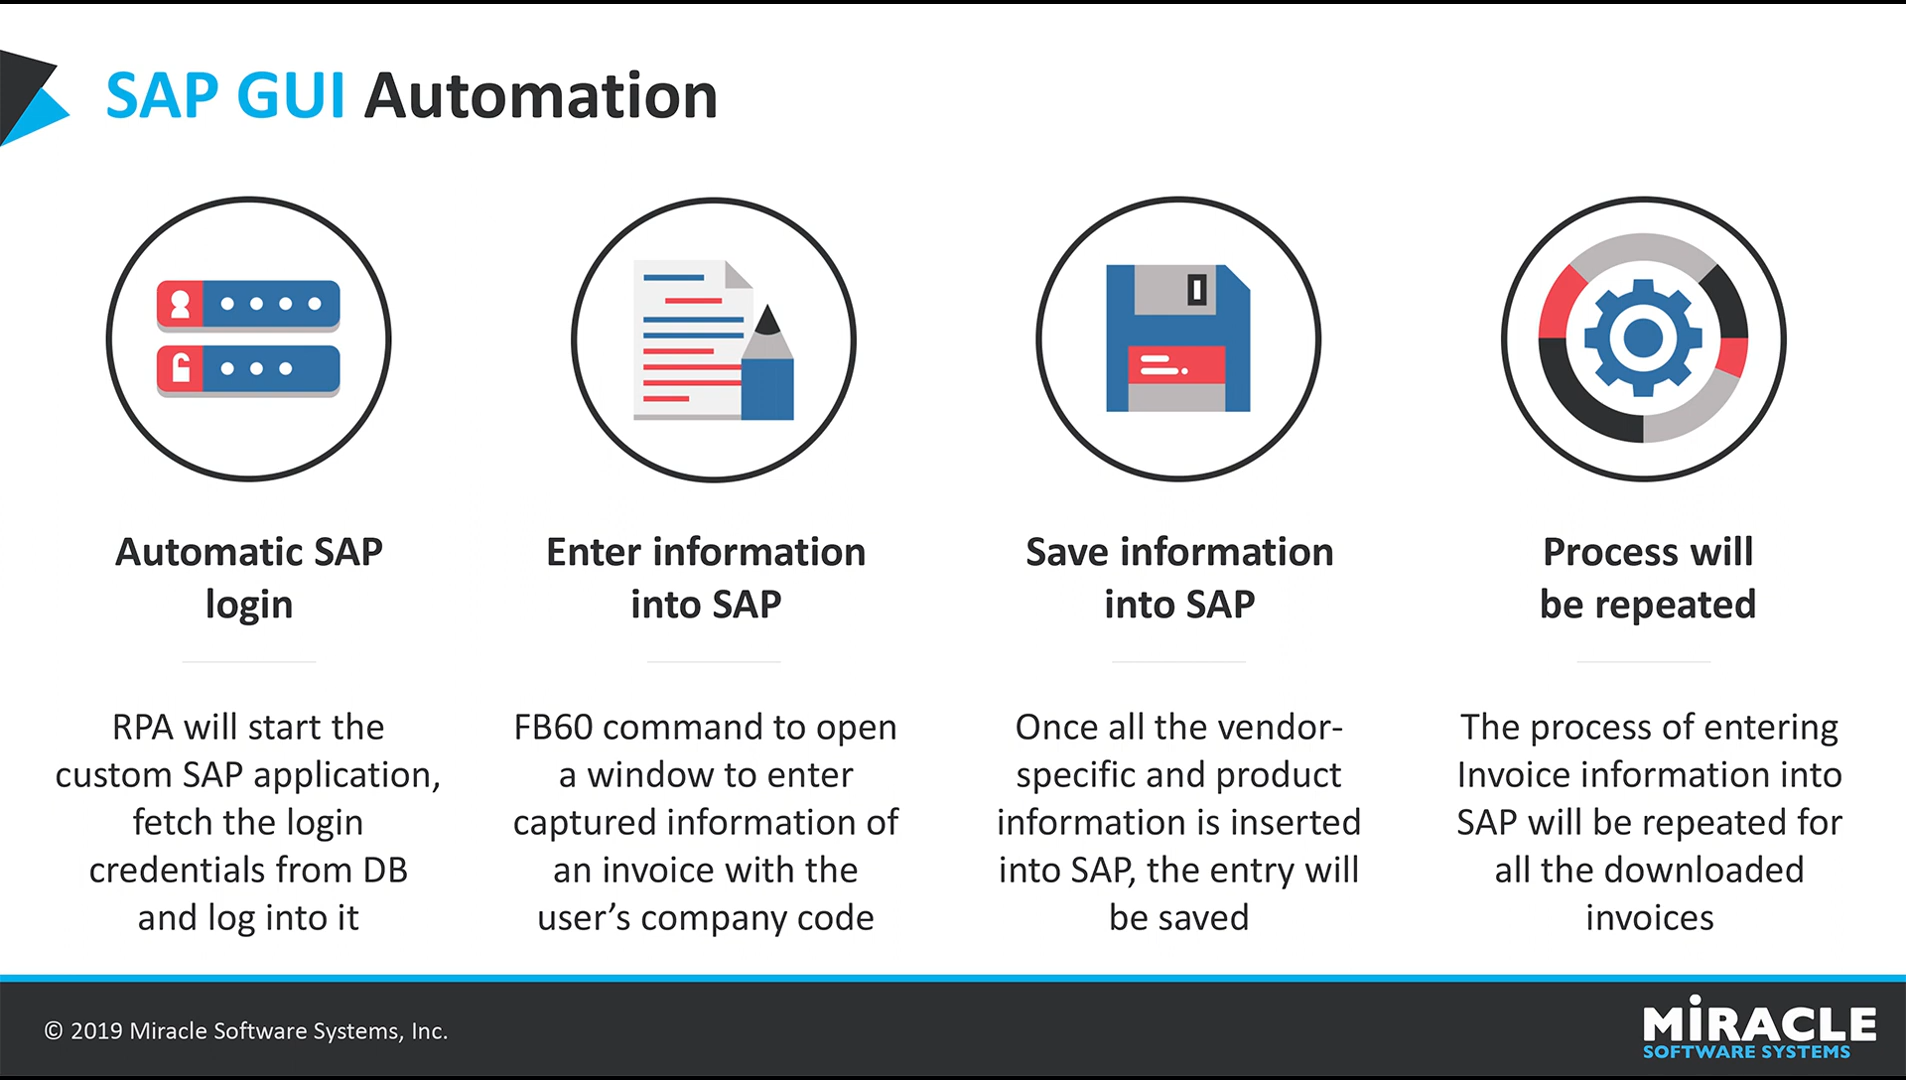 SAP GUI Automation
Automatic SAP
login
RPA will start the
custom SAP application,
fetch the login
credentials from DB
and log into it
Enter information
into SAP
FB60 command to open
a window to enter
captured information of
an invoice with the
user’s company code
Save information
into SAP
Once all the vendor-
specific and product
information is inserted
into SAP, the entry will
be saved
Process will
be repeated
The process of entering
Invoice information into
SAP will be repeated for
all the downloaded
invoices
© 2019 Miracle Software Systems, Inc.
MiRACLE
SOFTWARE SYSTEMS